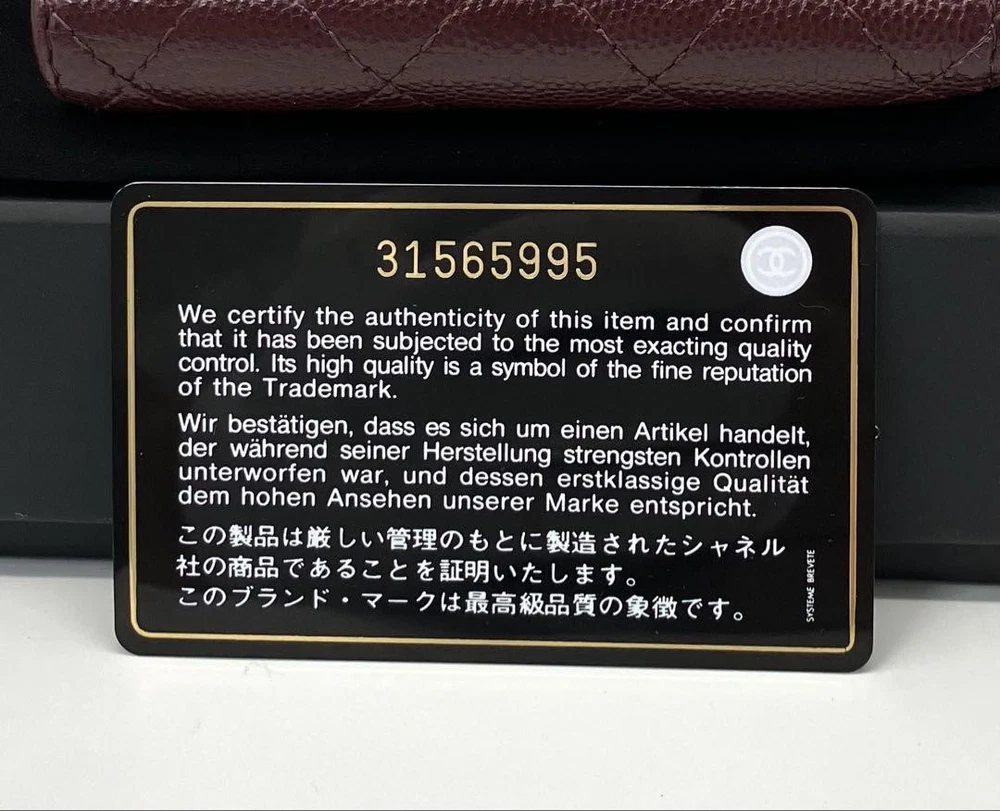 31565995
We certify the authenticity of this item and confirm
that it has been subjected to the most exacting quality
control. Its high quality is a symbol of the fine reputation
of the Trademark.
Wir bestätigen, dass es sich um einen Artikel handelt,
der während seiner Herstellung strengsten Kontrollen
unterworfen war, und dessen erstklassige Qualität
dem hohen Ansehen unserer Marke entspricht.
この製品は厳しい管理のもとに製造されたシャネル
社の商品であることを証明いたします。
このブランド・マークは最高級品質の象徴です。
SYSTEME BREVETE